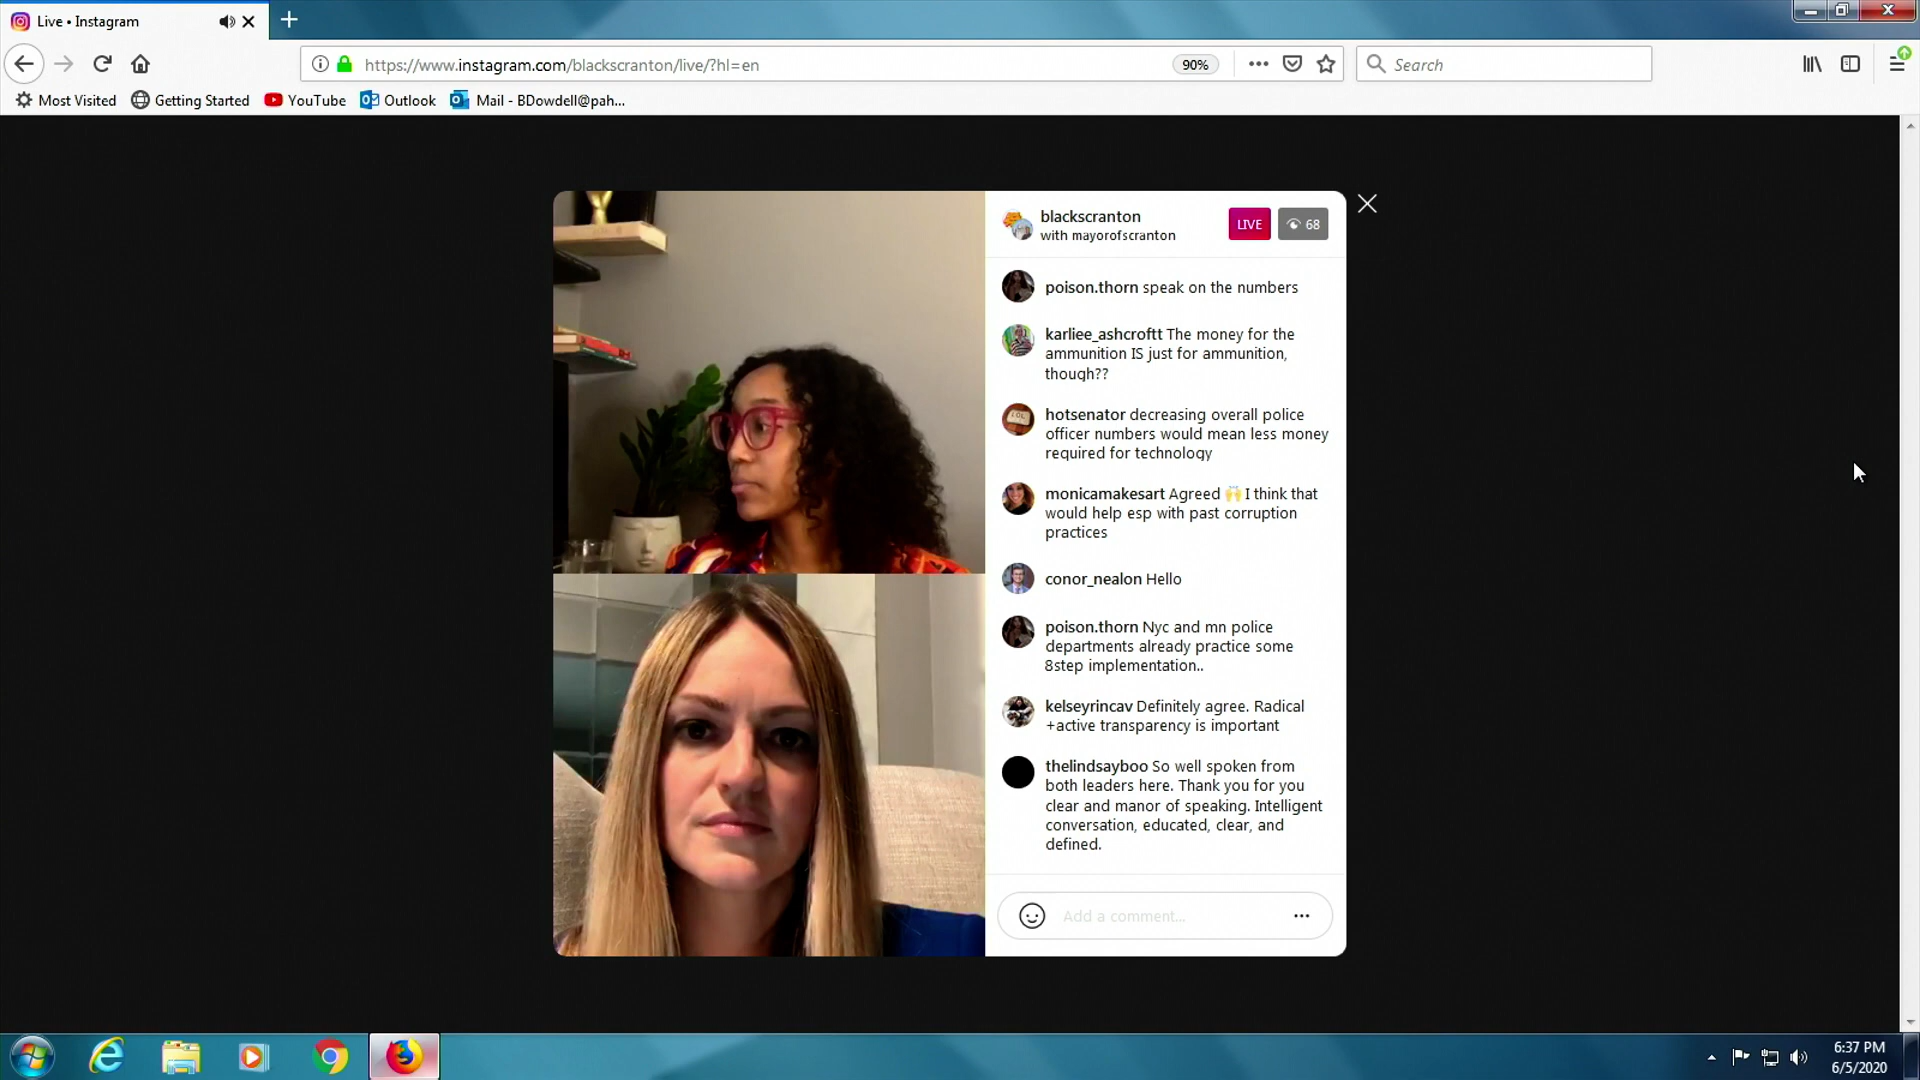 Live • Instagram
https://www.instagram.com/blackscranton/live/?hl=en
90%
Search
Most Visited
Getting Started
YouTube
Outlook
Mail - BDowdell@pah...
blackscranton
with mayorofscranton
LIVE
68
poison.thorn speak on the numbers
karliee_ashcroftt The money for the
ammunition IS just for ammunition,
though??
hotsenator decreasing overall police
officer numbers would mean less money
required for technology
monicamakesart Agreed 🙌 I think that
would help esp with past corruption
practices
conor_nealon Hello
poison.thorn Nyc and mn police
departments already practice some
8step implementation..
kelseyrincav Definitely agree. Radical
+active transparency is important
thelindsayboo So well spoken from
both leaders here. Thank you for you
clear and manor of speaking. Intelligent
conversation, educated, clear, and
defined.
Add a comment...
6:37 PM
6/5/2020